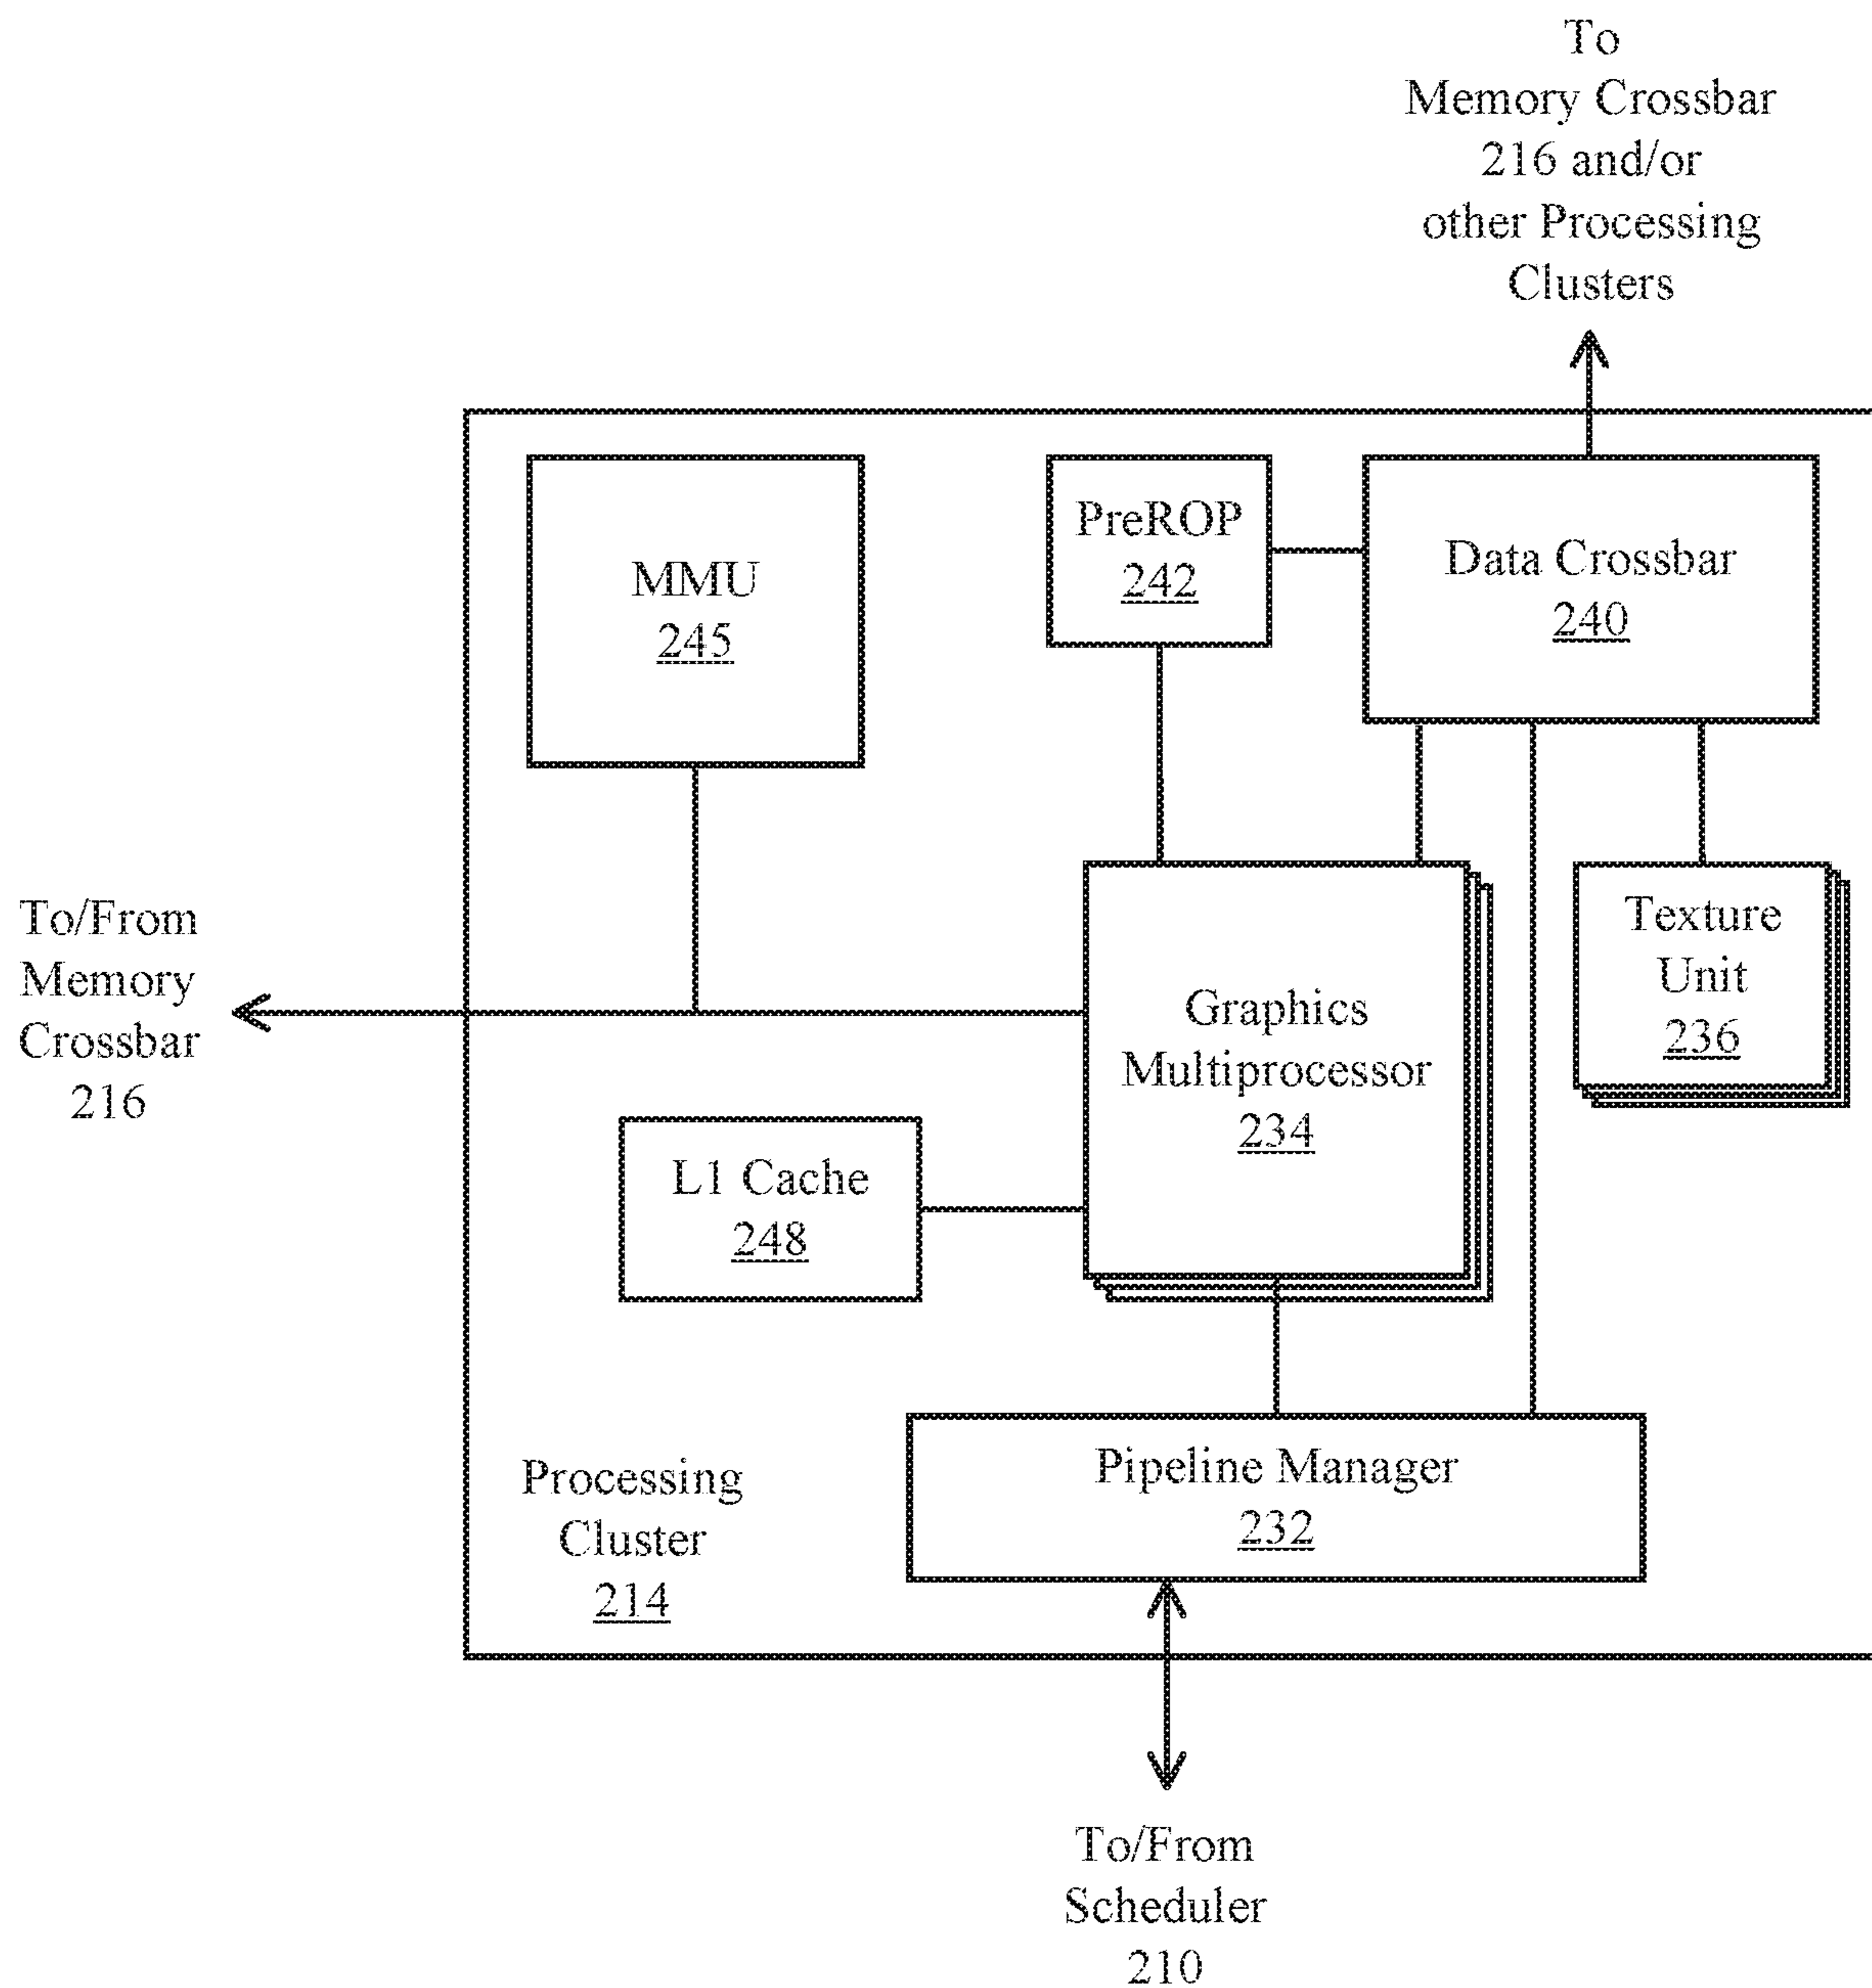 To
Memory Crossbar
216 and/or
other Processing
Clusters
MMU
245
PreROP
242
Data Crossbar
240
To/From
Memory
Crossbar
216
Graphics
Multiprocessor
234
Texture
Unit
236
L1 Cache
248
Processing
Cluster
214
Pipeline Manager
232
To/From
Scheduler
210